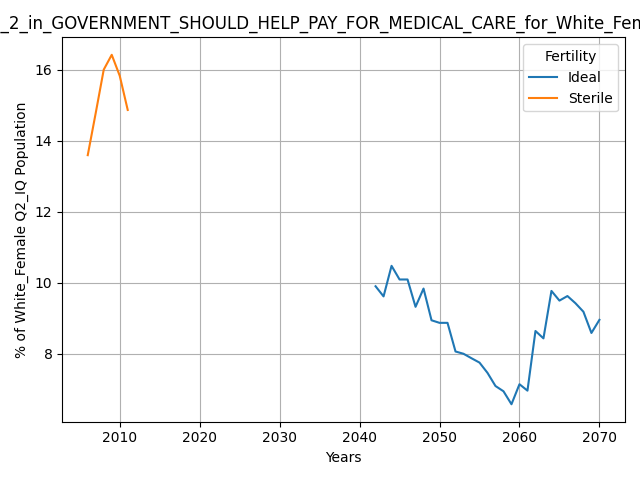 _2_in_GOVERNMENT_SHOULD_HELP_PAY_FOR_MEDICAL_CARE_for_White_Fem
Fertility
Ideal
Sterile
% of White_Female Q2_IQ Population
16
14
12
10
8
2010 2020 2030 2040 2050 2060 2070
Years